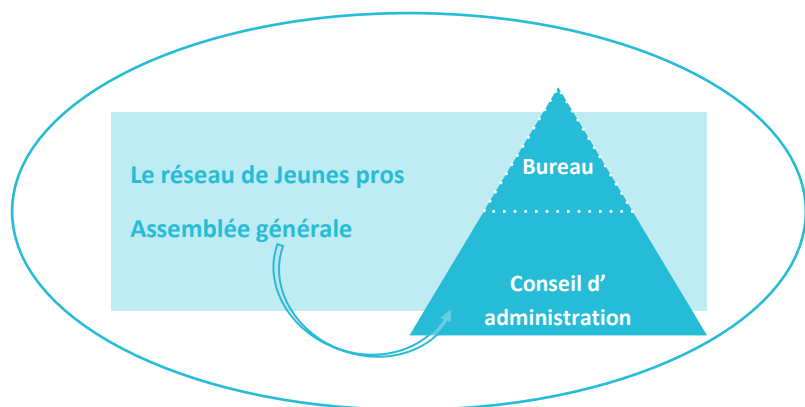 Le réseau de Jeunes pros
Assemblée générale
Bureau
Conseil d’
administration